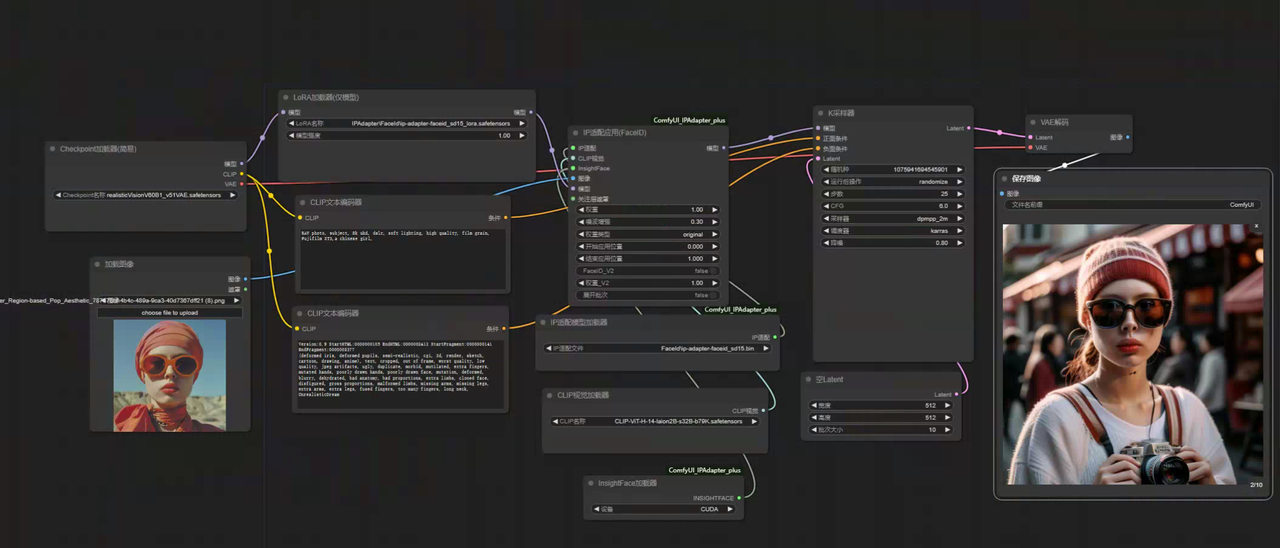 Checkpoint加载器(简易)
模型
CLIP
VAE
Checkpoint名称 realisticVisionV60B1_v51VAE.safetensors
加载图像
图像
遮罩
choose file to upload
LoRA加载器(仅模型)
模型 模型
LoRA名称 IPAdapter\FaceId\ip-adapter-faceid_sd15_lora.safetensors
模型强度 1.00
CLIP文本编码器
CLIP 条件
RAW photo, subject, 8k uhd, dslr, soft lighting, high quality, film grain,
Fujifilm XT3,a chinese girl,
CLIP文本编码器
CLIP 条件
(deformed iris, deformed pupils, semi-realistic, cgi, 3d, render, sketch,
cartoon, drawing, anime), text, cropped, out of frame, worst quality, low
quality, jpeg artifacts, ugly, duplicate, morbid, mutilated, extra fingers,
mutated hands, poorly drawn hands, poorly drawn face, mutation, deformed,
blurry, dehydrated, bad anatomy, bad proportions, extra limbs, cloned face,
disfigured, gross proportions, malformed limbs, missing arms, missing legs,
extra arms, extra legs, fused fingers, too many fingers, long neck,
UnrealisticDream
ComfyUI_IPAdapter_plus
IP适配应用(FaceID)
IP适配 模型
CLIP视觉
InsightFace
图像
模型
关注层遮罩
权重 1.00
噪波增强 0.30
权重类型 original
开始应用位置 0.000
结束应用位置 1.000
FaceID_V2 false
权重_V2 1.00
展开批次 false
ComfyUI_IPAdapter_plus
IP适配模型加载器
IP适配
IP适配文件 FaceId\ip-adapter-faceid_sd15.bin
CLIP视觉加载器
CLIP视觉
CLIP名称 CLIP-ViT-H-14-laion2B-s32B-b79K.safetensors
ComfyUI_IPAdapter_plus
InsightFace加载器
INSIGHTFACE
设备 CUDA
K采样器
模型 Latent
正面条件
负面条件
Latent
随机种 1075941694545901
运行后操作 randomize
步数 25
CFG 6.0
采样器 dpmpp_2m
调度器 karras
降噪 0.80
空Latent
Latent
宽度 512
高度 512
批次大小 10
VAE解码
Latent 图像
VAE
保存图像
图像
文件名前缀 ComfyUI
x
2/10